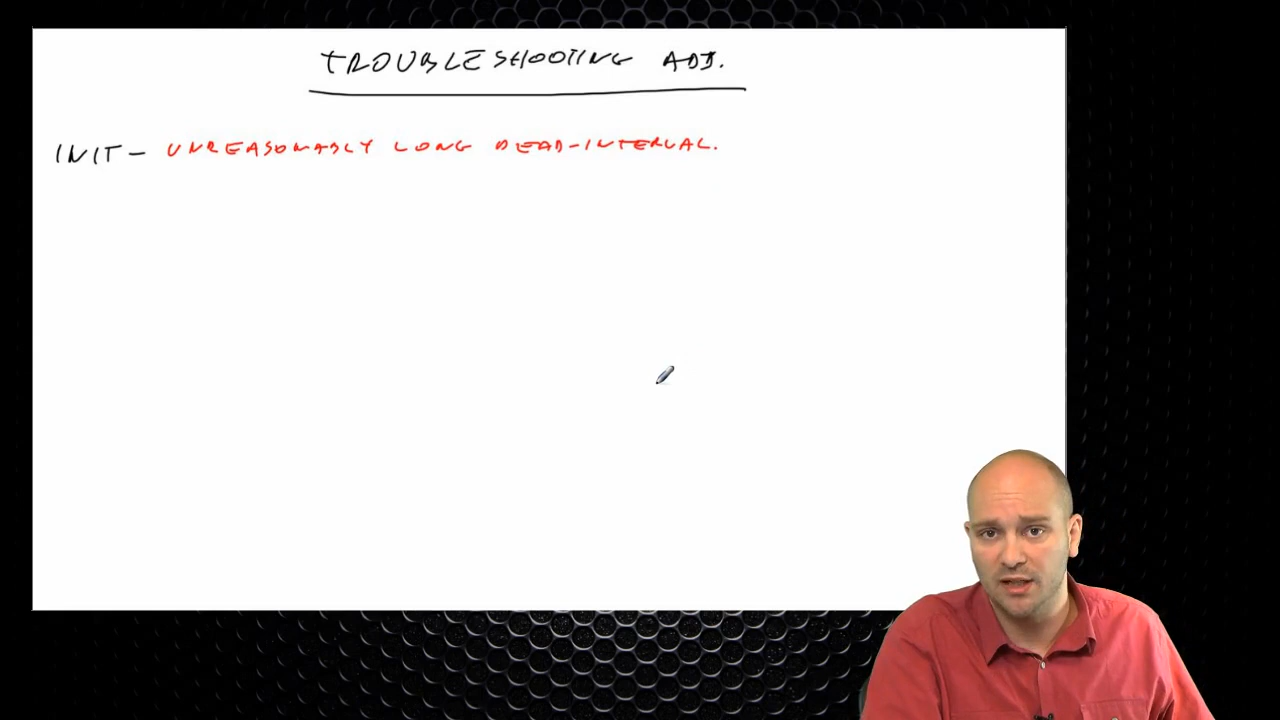 TROUBLESHOOTING ADJ.
INIT- UNREASONABLY LONG DEAD-INTERVAL.